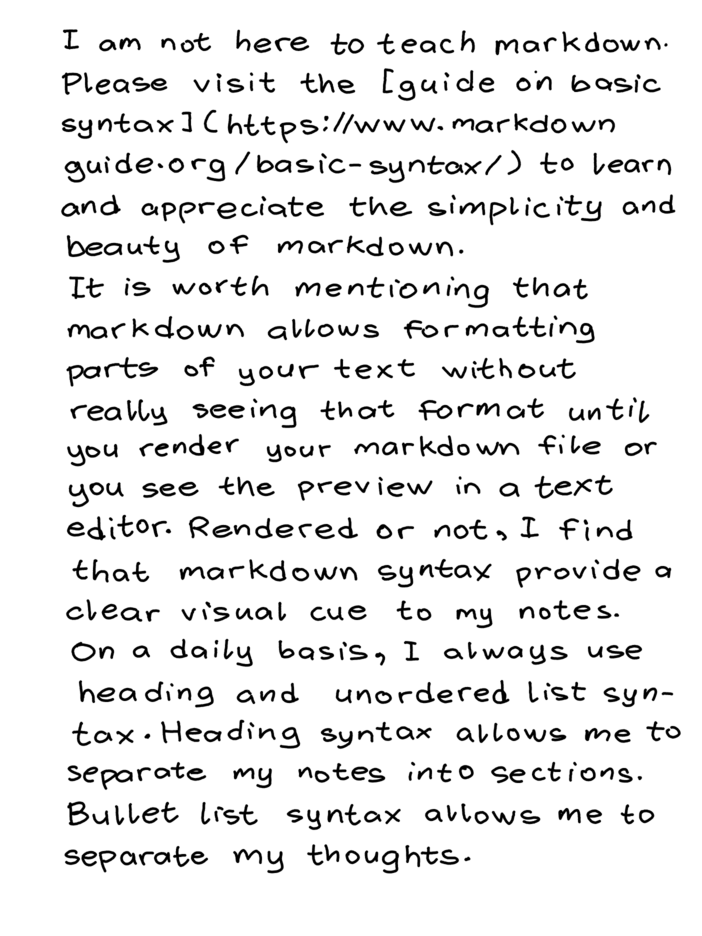 I am not here to teach markdown.
Please visit the [guide on basic
syntax](https://www.markdown
guide.org/basic-syntax/) to learn
and appreciate the simplicity and
beauty of markdown.
It is worth mentioning that
markdown allows formatting
parts of your text without
really seeing that format until
you render your markdown file or
you see the preview in a text
editor. Rendered or not, I find
that markdown syntax provide a
clear visual cue to my notes.
On a daily basis, I always use
heading and unordered list syn-
tax. Heading syntax allows me to
separate my notes into sections.
Bullet list syntax allows me to
separate my thoughts.